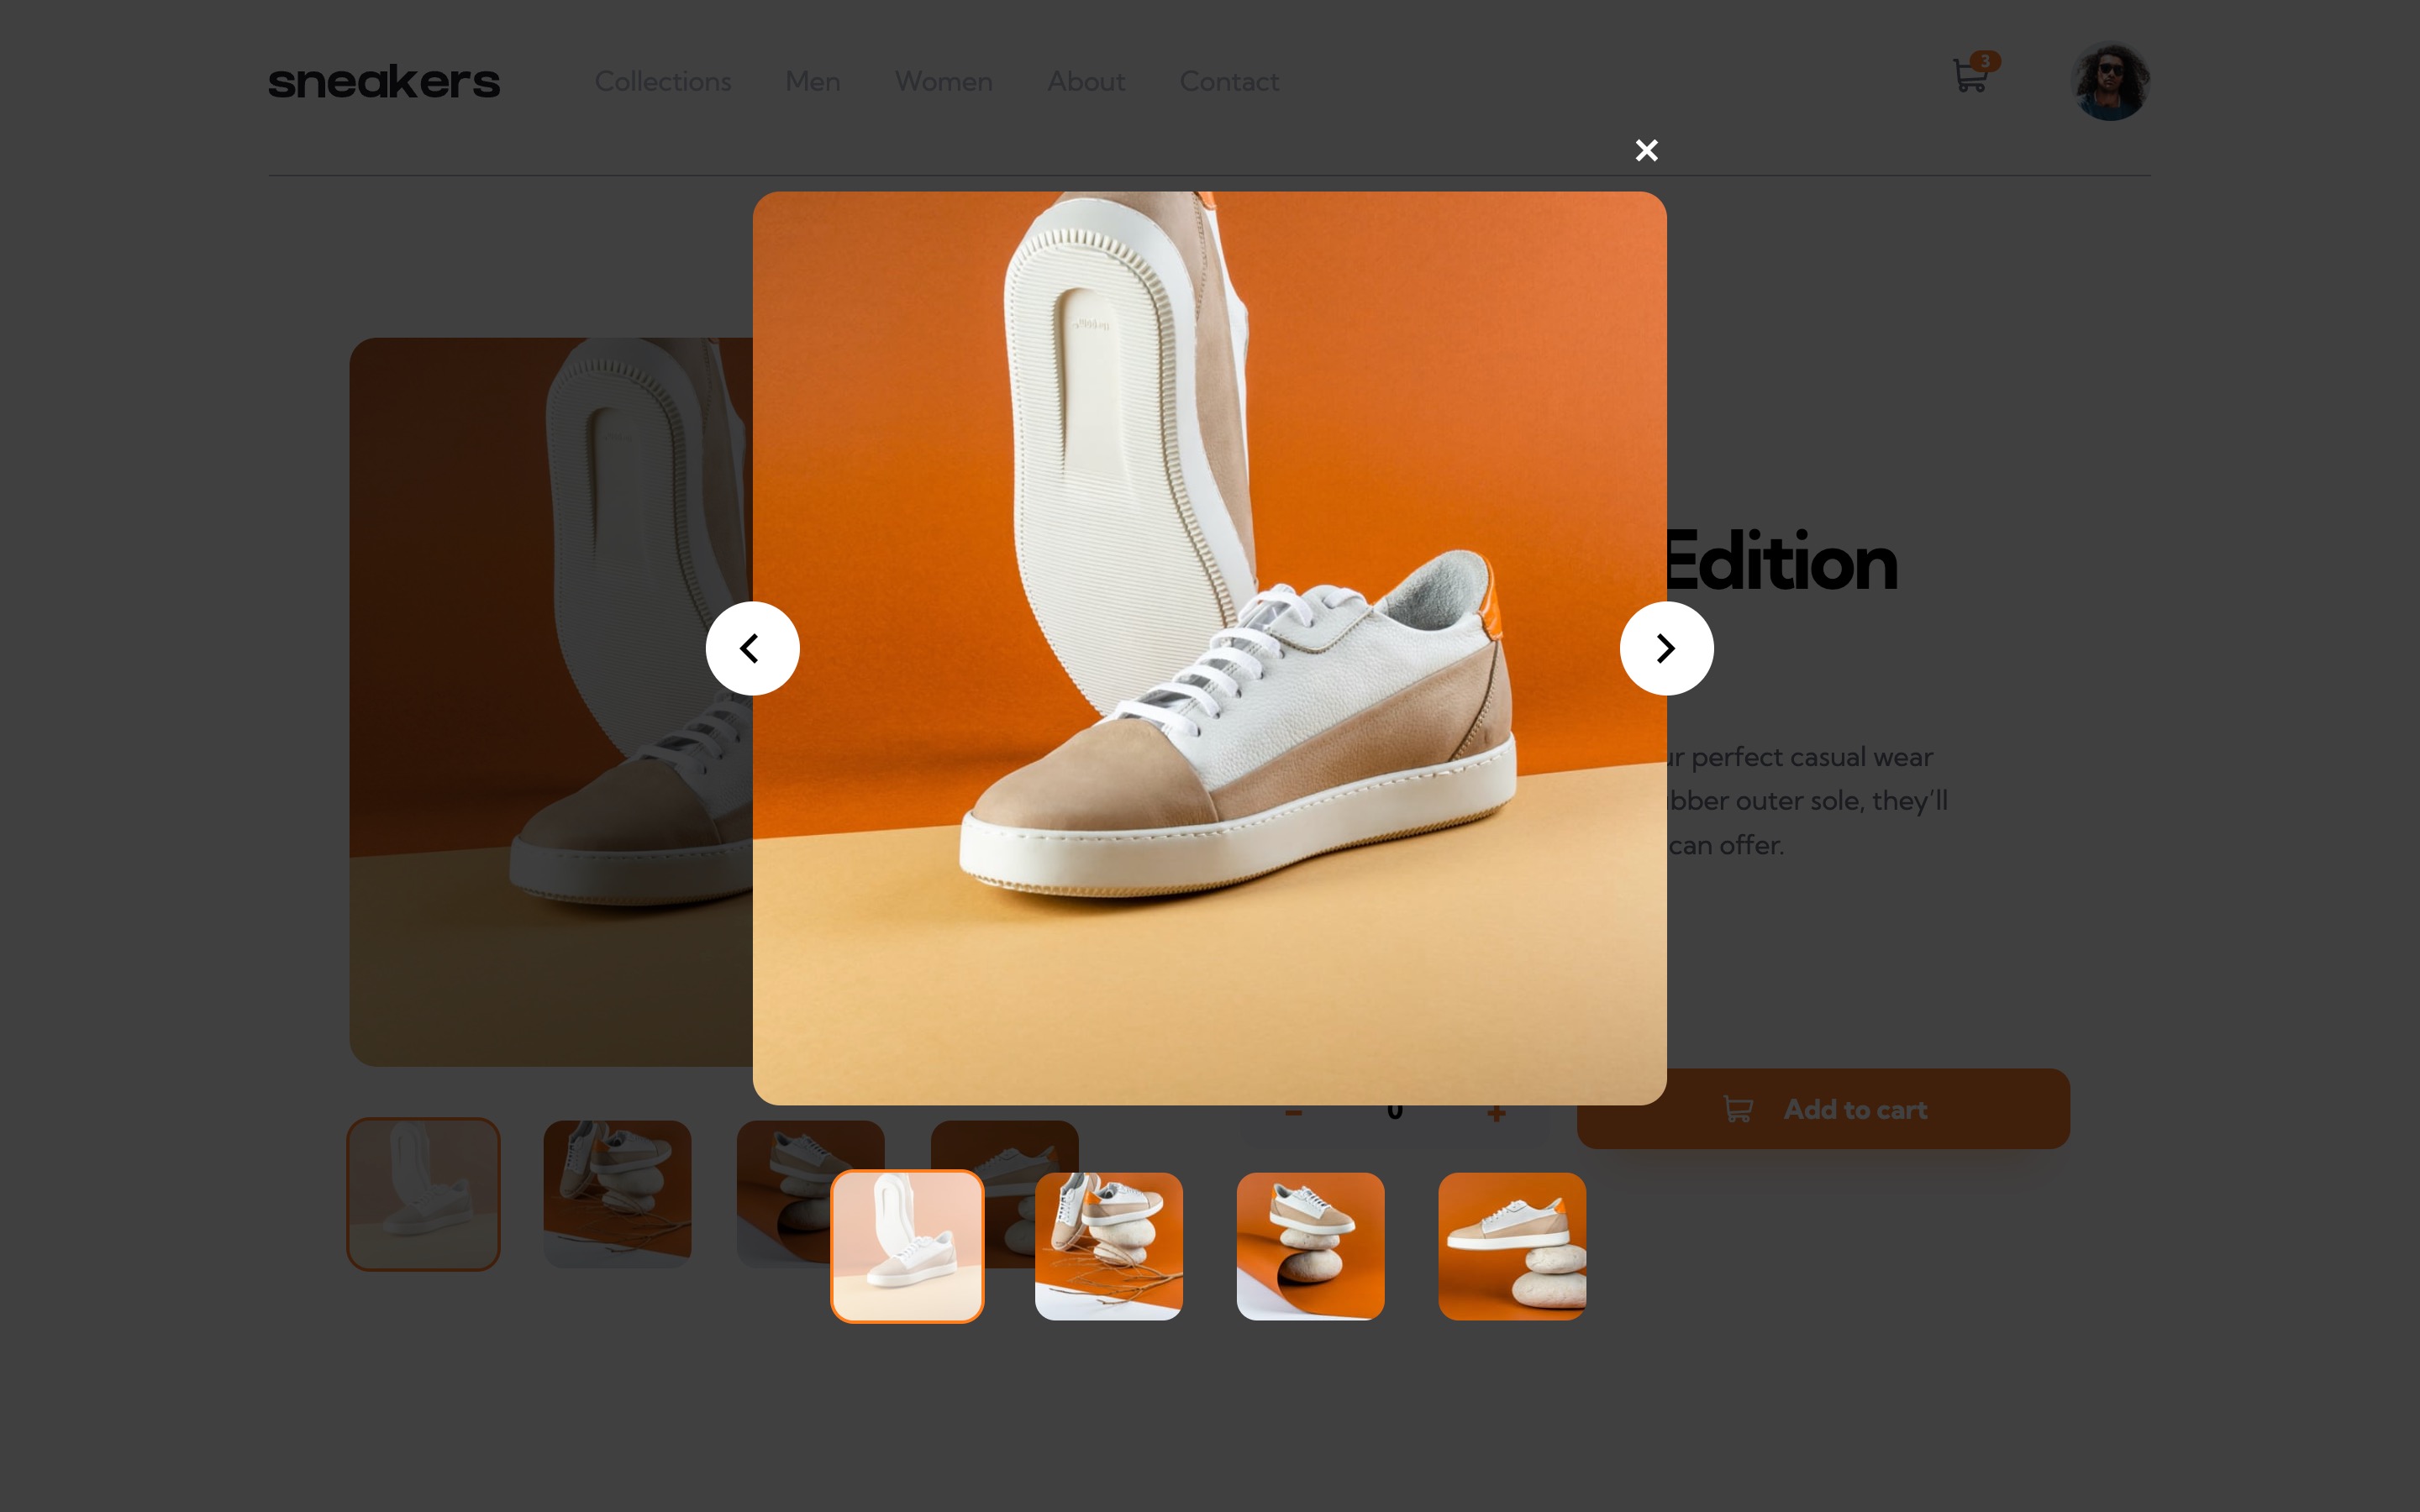 sneakers
Collections Men Women About Contact
3
Edition
perfect casual wear
outer sole, they'll
can offer.
0
Add to cart